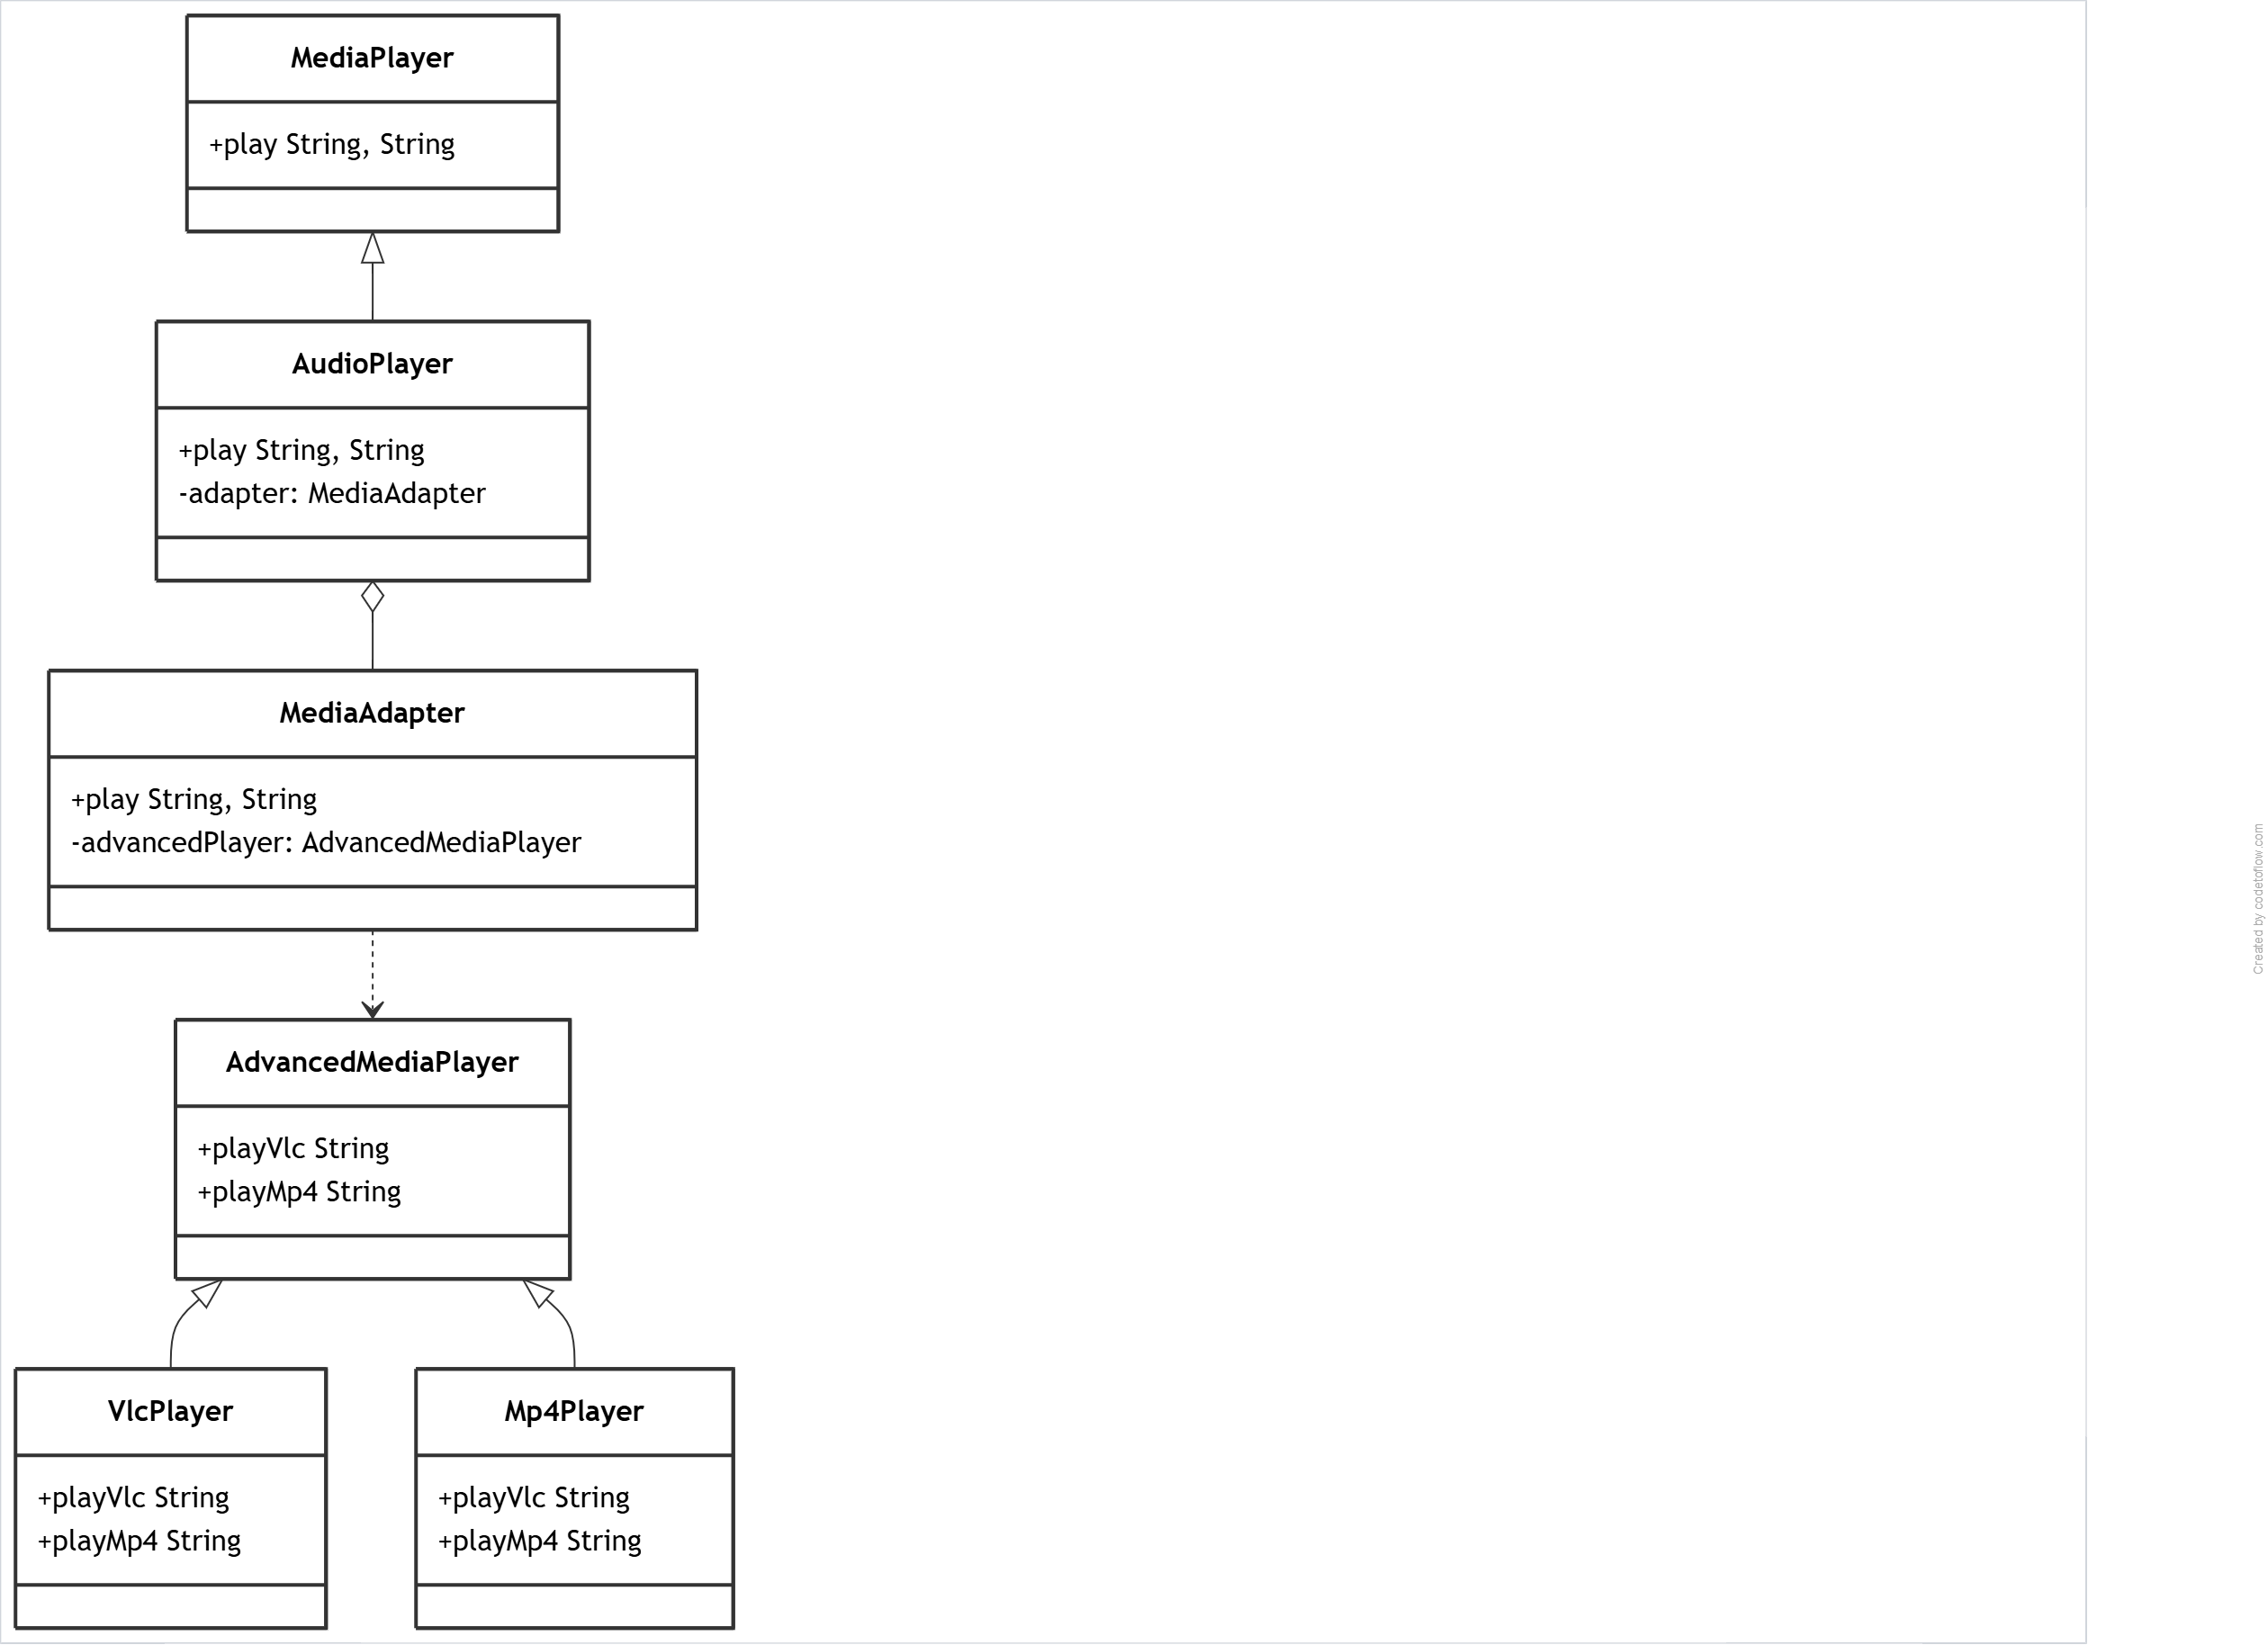 MediaPlayer
+play String, String
AudioPlayer
+play String, String
-adapter: MediaAdapter
MediaAdapter
+play String, String
-advancedPlayer: AdvancedMediaPlayer
AdvancedMediaPlayer
+playVlc String
+playMp4 String
VlcPlayer
+playVlc String
+playMp4 String
Mp4Player
+playVlc String
+playMp4 String
Created by codetoflow.com